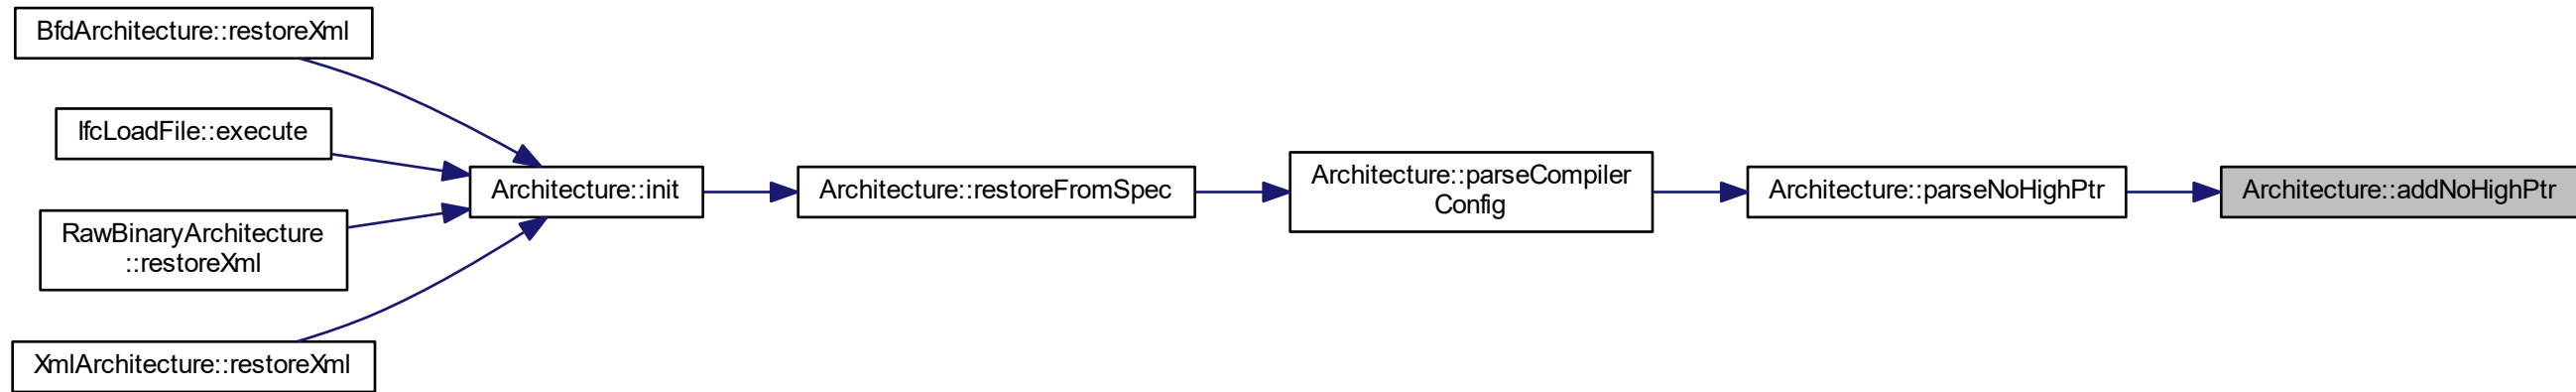 BfdArchitecture::restoreXml
IfcLoadFile::execute
RawBinaryArchitecture
::restoreXml
XmlArchitecture::restoreXml
Architecture::init
Architecture::restoreFromSpec
Architecture::parseCompiler
Config
Architecture::parseNoHighPtr
Architecture::addNoHighPtr